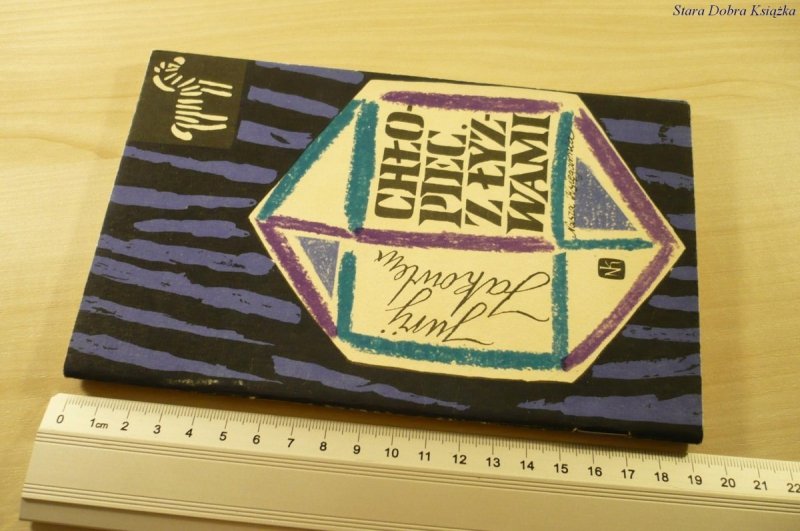 Stara Dobra Książka
Jurij
Jakowlew
CHŁO-
PIEC
Z ŁYŻ-
WAMI
Nasza Księgarnia
NK
0 1cm 2 3 4 5 6 7 8 9 10 11 12 13 14 15 16 17 18 19 20 21 22